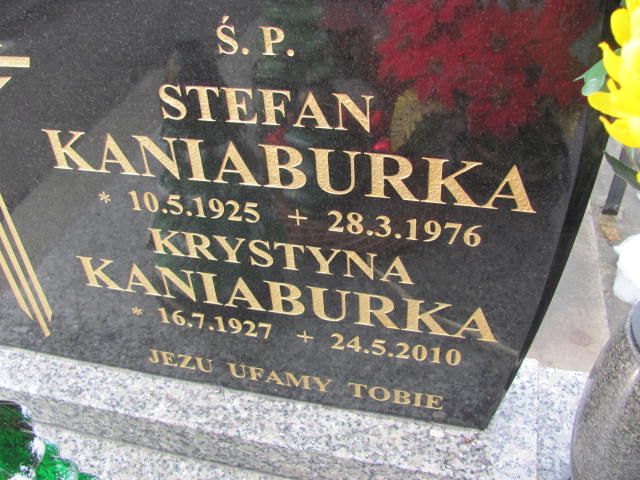 Ś. P.
STEFAN
KANIABURKA
* 10.5.1925 + 28.3.1976
KRYSTYNA
KANIABURKA
* 16.7.1927 + 24.5.2010
JEZU UFAMY TOBIE